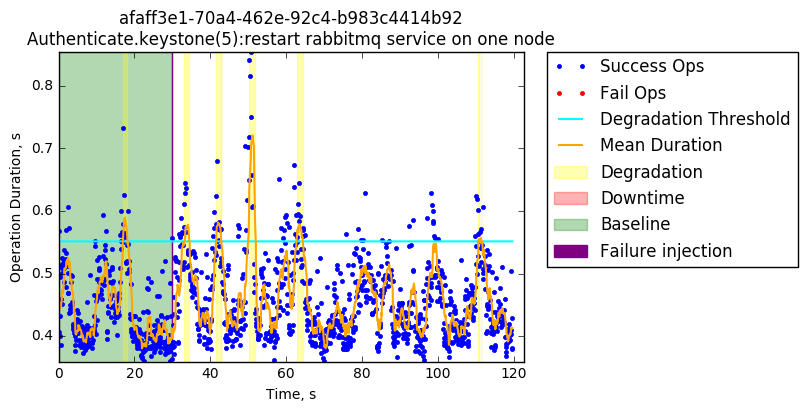 afaff3e1-70a4-462e-92c4-b983c4414b92
Authenticate.keystone(5):restart rabbitmq service on one node
Operation Duration, s
0.8
0.7
0.6
0.5
0.4
0
20
40
60
80
100
120
Time, s
Success Ops
Fail Ops
Degradation Threshold
Mean Duration
Degradation
Downtime
Baseline
Failure injection